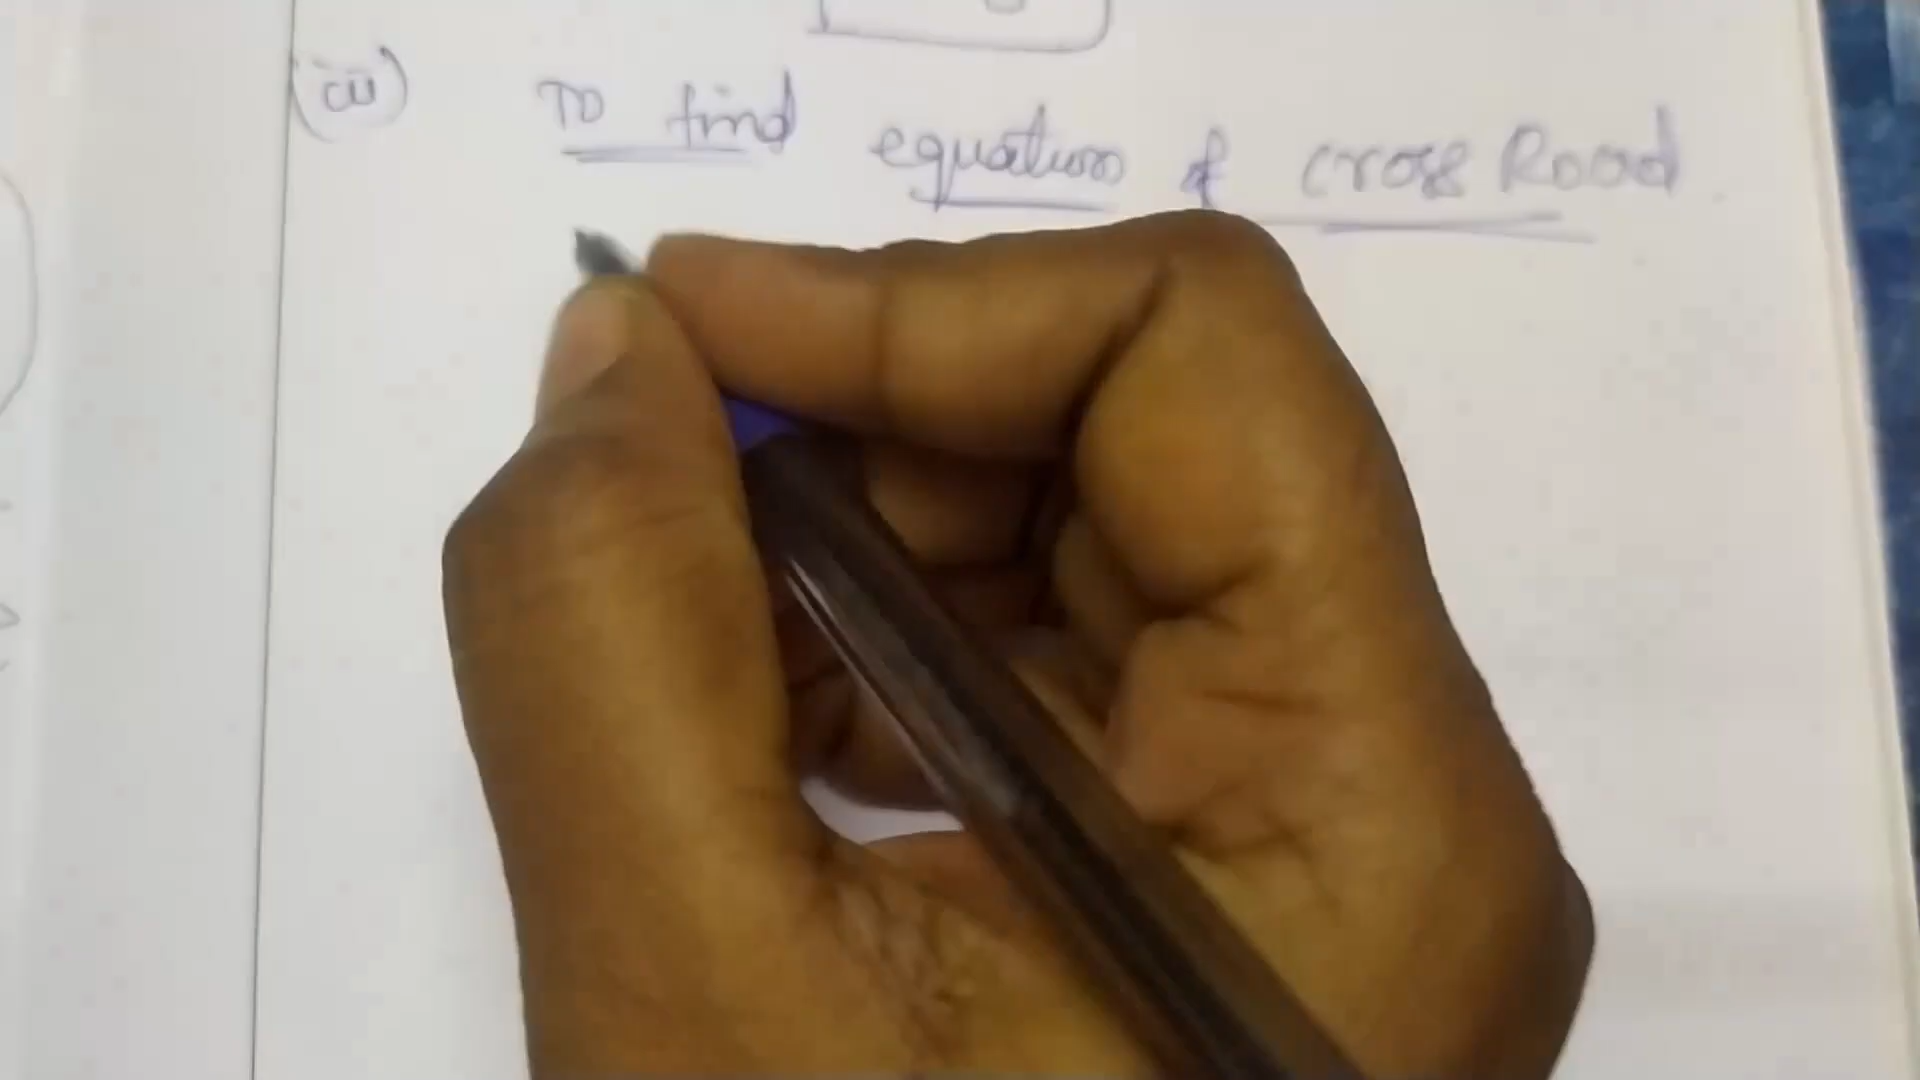 (iii) To find equation of cross Road